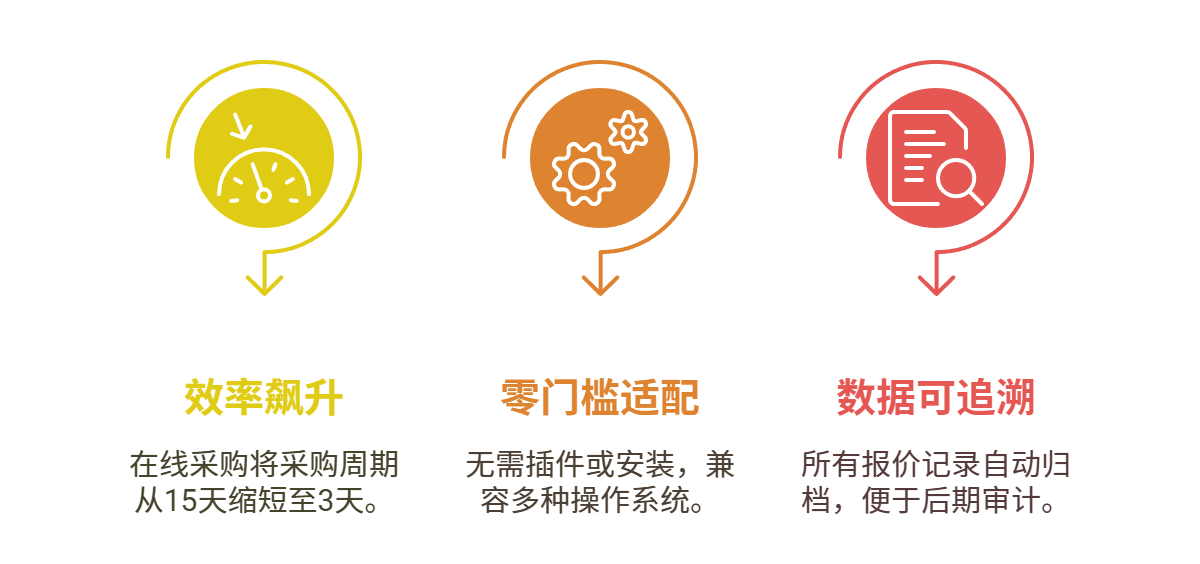 效率飙升
在线采购将采购周期
从15天缩短至3天。
零门槛适配
无需插件或安装，兼
容多种操作系统。
数据可追溯
所有报价记录自动归
档，便于后期审计。